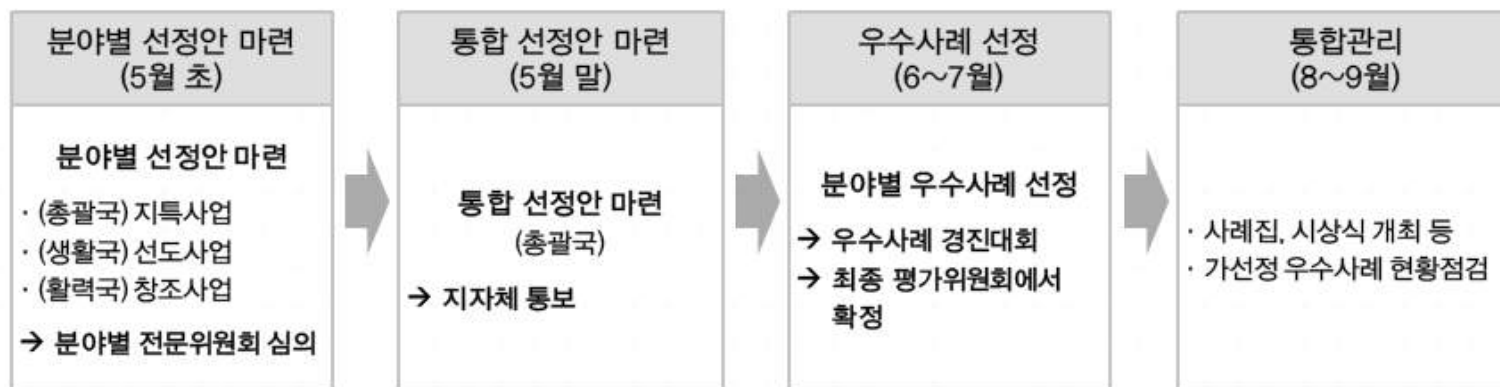 분야별 선정안 마련
(5월 초)
분야별 선정안 마련
· (총괄국) 지특사업
· (생활국) 선도사업
· (활력국) 창조사업
→ 분야별 전문위원회 심의
통합 선정안 마련
(5월 말)
통합 선정안 마련
(총괄국)
→ 지자체 통보
우수사례 선정
(6~7월)
분야별 우수사례 선정
→ 우수사례 경진대회
→ 최종 평가위원회에서
확정
통합관리
(8~9월)
· 사례집, 시상식 개최 등
· 가선정 우수사례 현황점검